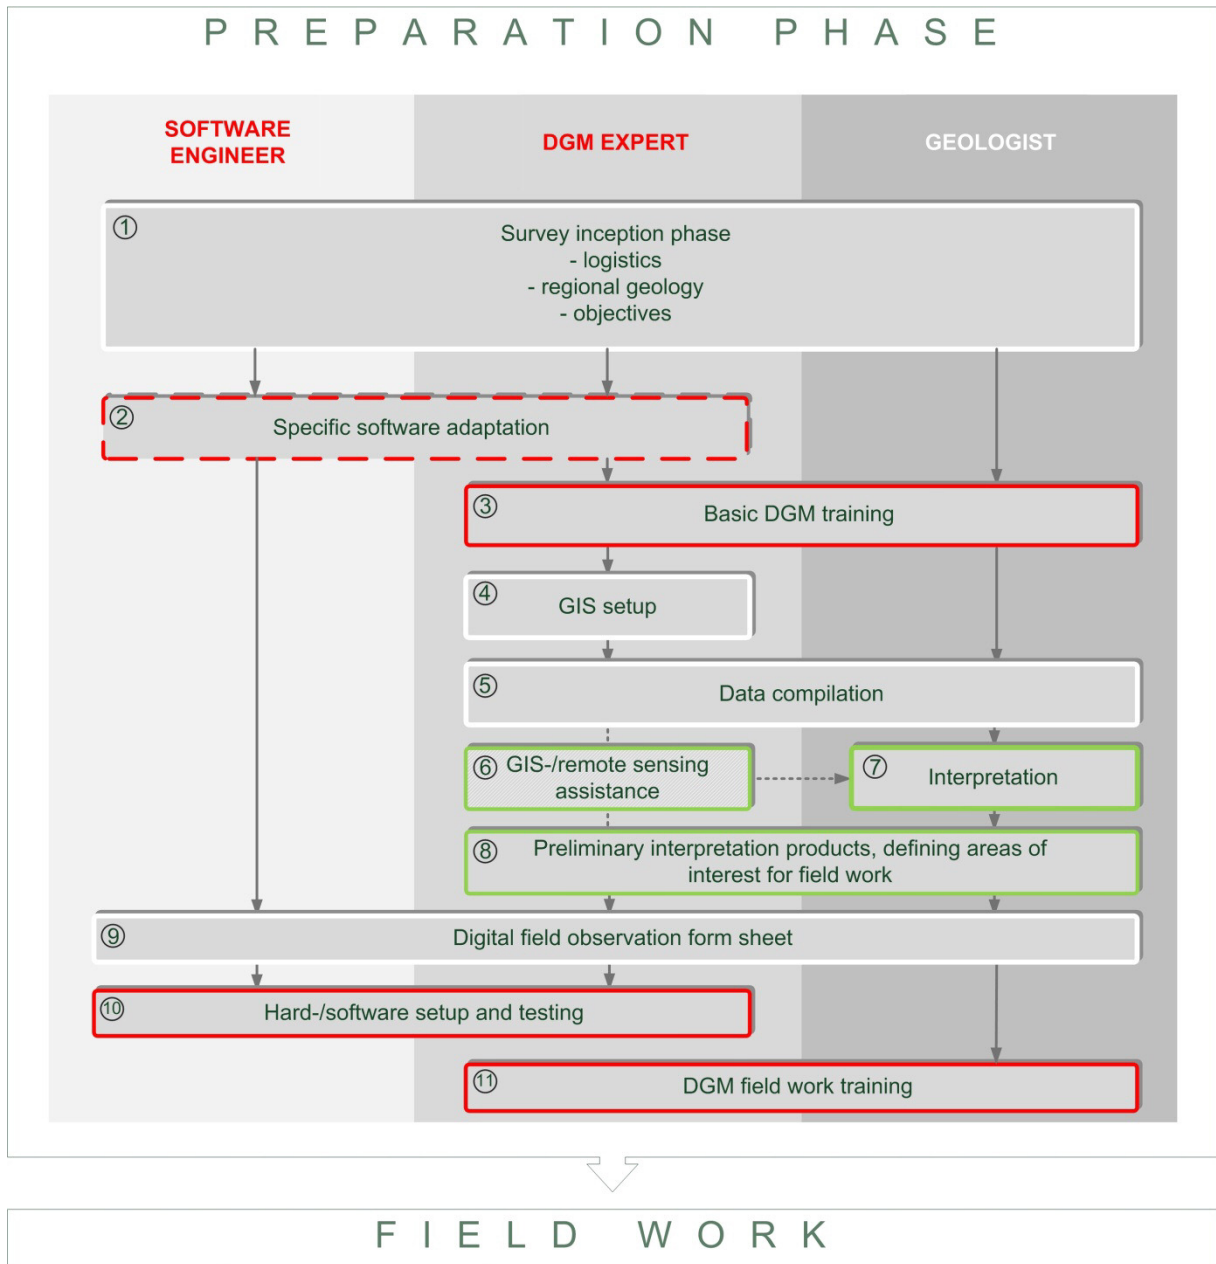 PREPARATION PHASE
SOFTWARE
ENGINEER
DGM EXPERT
GEOLOGIST
① Survey inception phase
- logistics
- regional geology
- objectives
② Specific software adaptation
③ Basic DGM training
④ GIS setup
⑤ Data compilation
⑥ GIS-/remote sensing
assistance
⑦ Interpretation
⑧ Preliminary interpretation products, defining areas of
interest for field work
⑨ Digital field observation form sheet
⑩ Hard-/software setup and testing
⑪ DGM field work training
FIELD WORK